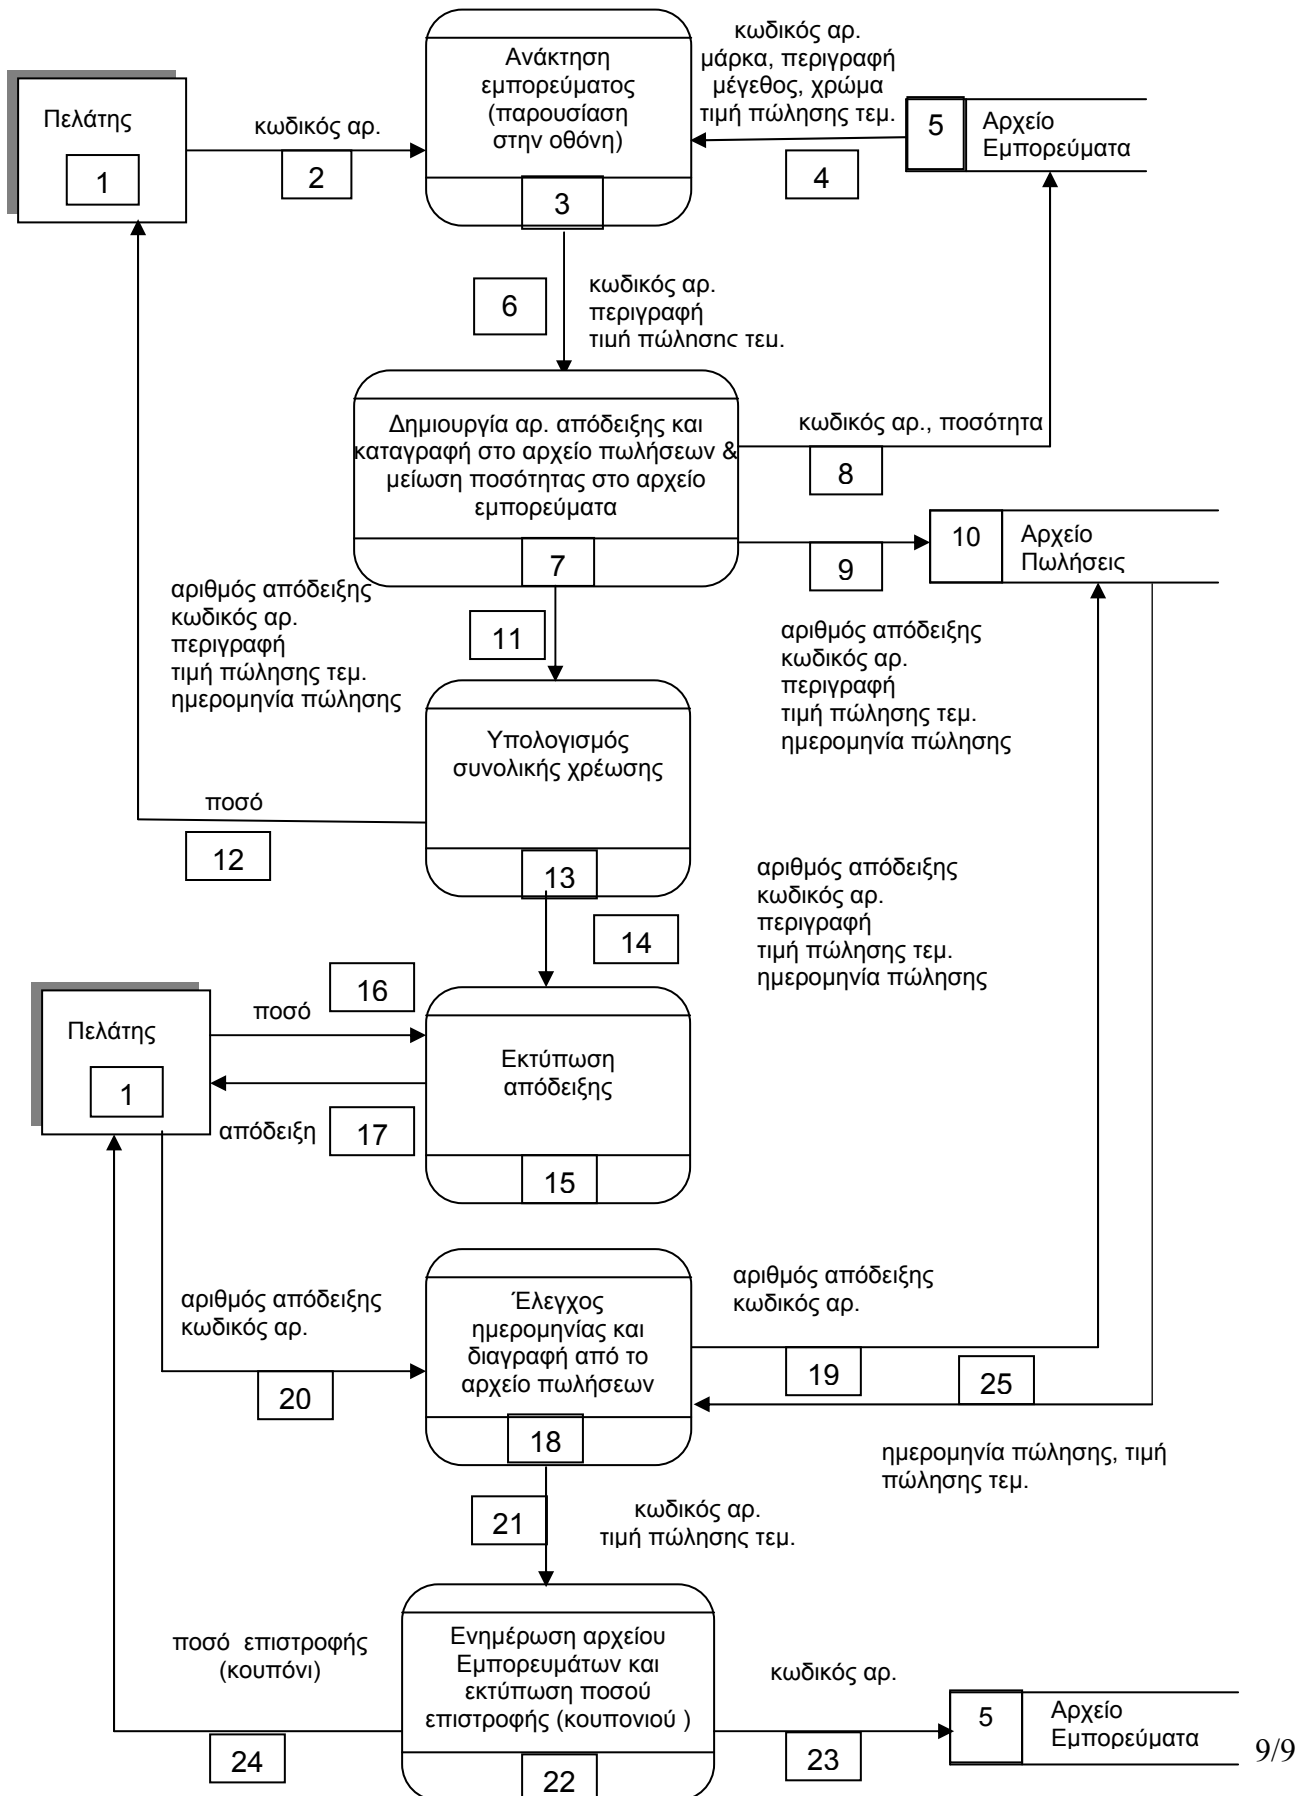 κωδικός αρ.
μάρκα, περιγραφή
μέγεθος, χρώμα
τιμή πώλησης τεμ.
Ανάκτηση
εμπορεύματος
(παρουσίαση
στην οθόνη)
3
Πελάτης
1
κωδικός αρ.
2
4
5
Αρχείο
Εμπορεύματα
6
κωδικός αρ.
περιγραφή
τιμή πώλησης τεμ.
Δημιουργία αρ. απόδειξης και
καταγραφή στο αρχείο πωλήσεων &
μείωση ποσότητας στο αρχείο
εμπορεύματα
7
κωδικός αρ., ποσότητα
8
9
10
Αρχείο
Πωλήσεις
αριθμός απόδειξης
κωδικός αρ.
περιγραφή
τιμή πώλησης τεμ.
ημερομηνία πώλησης
11
αριθμός απόδειξης
κωδικός αρ.
περιγραφή
τιμή πώλησης τεμ.
ημερομηνία πώλησης
Υπολογισμός
συνολικής χρέωσης
13
ποσό
12
14
αριθμός απόδειξης
κωδικός αρ.
περιγραφή
τιμή πώλησης τεμ.
ημερομηνία πώλησης
Πελάτης
1
16
ποσό
απόδειξη
17
Εκτύπωση
απόδειξης
15
αριθμός απόδειξης
κωδικός αρ.
20
Έλεγχος
ημερομηνίας και
διαγραφή από το
αρχείο πωλήσεων
18
αριθμός απόδειξης
κωδικός αρ.
19
25
ημερομηνία πώλησης, τιμή
πώλησης τεμ.
21
κωδικός αρ.
τιμή πώλησης τεμ.
ποσό επιστροφής
(κουπόνι)
24
Ενημέρωση αρχείου
Εμπορευμάτων και
εκτύπωση ποσού
επιστροφής (κουπονιού )
22
κωδικός αρ.
23
5
Αρχείο
Εμπορεύματα
9/9